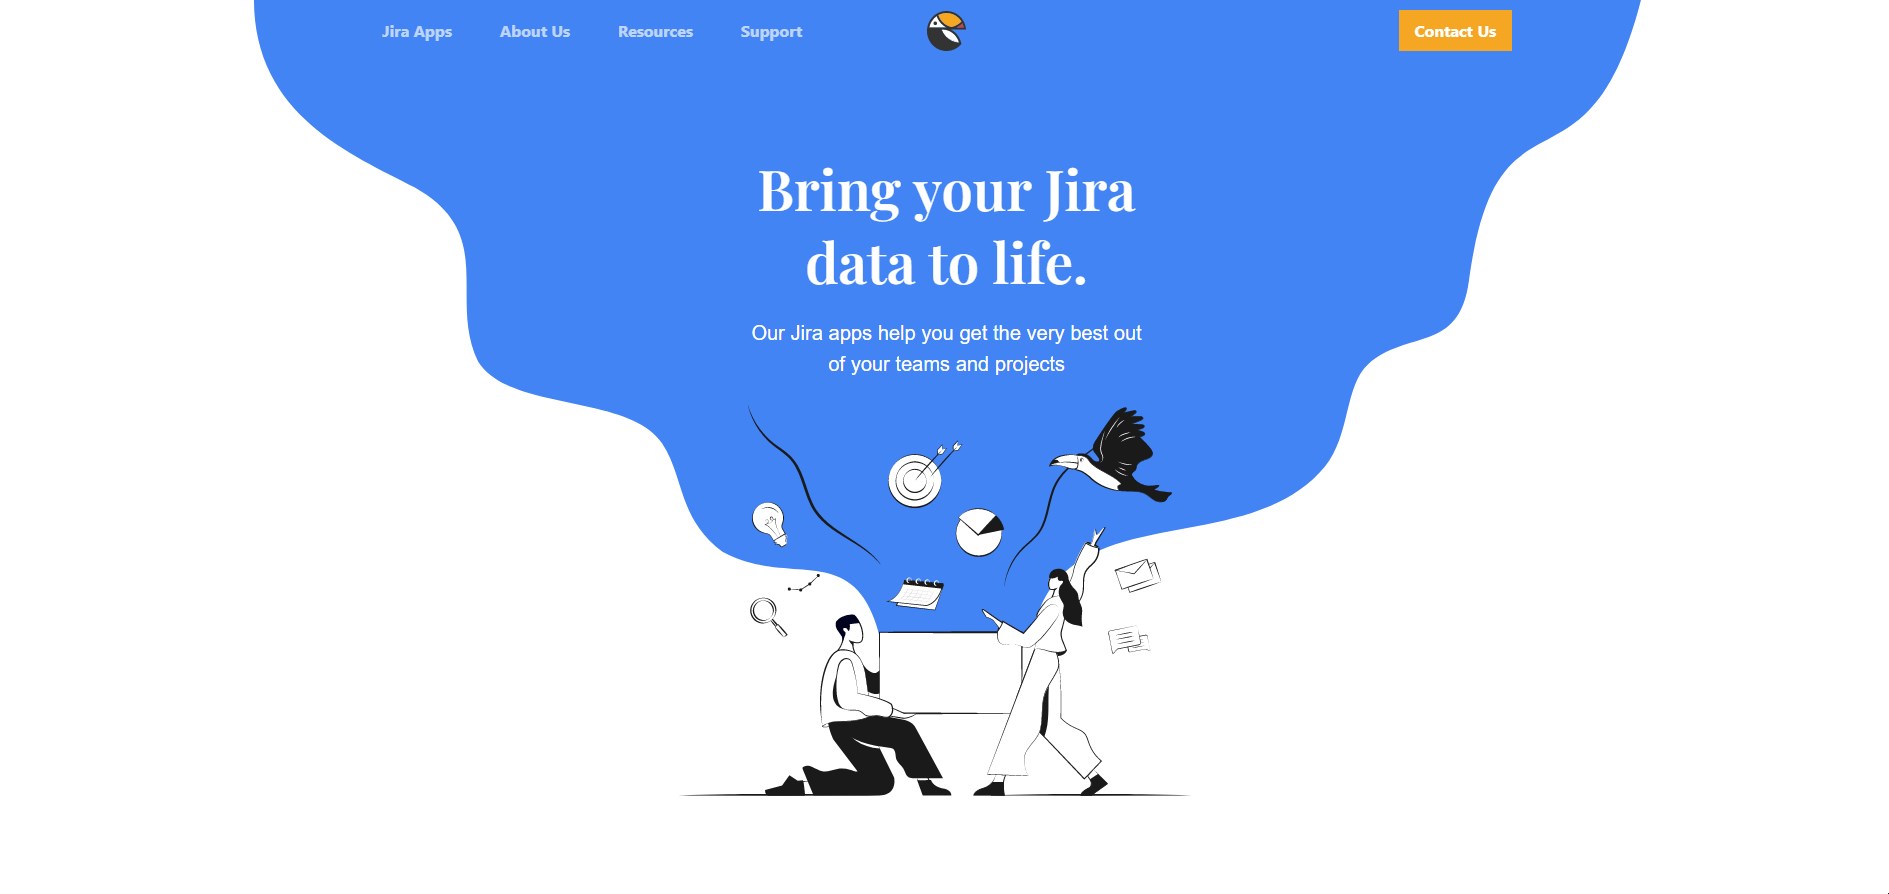 Jira Apps
About Us
Resources
Support
Contact Us
Bring your Jira
data to life.
Our Jira apps help you get the very best out
of your teams and projects